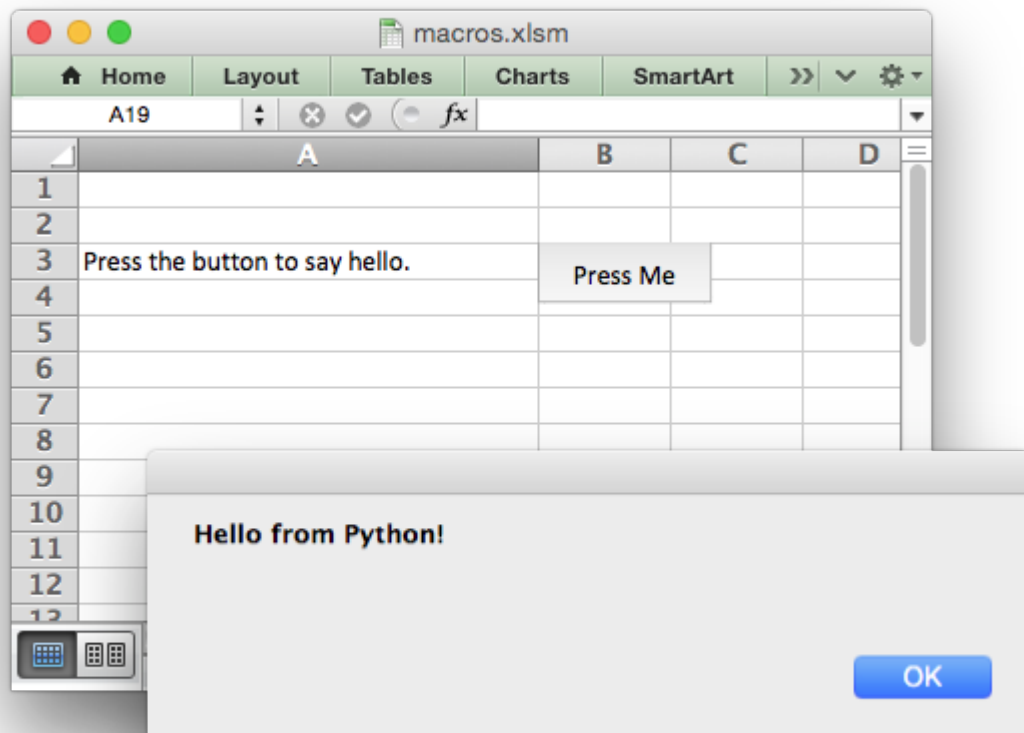 macros.xlsm
Home Layout Tables Charts SmartArt
A19 fx
A B C D
1
2
3 Press the button to say hello. Press Me
4
5
6
7
8
9
10
11
12
13
Hello from Python!
OK